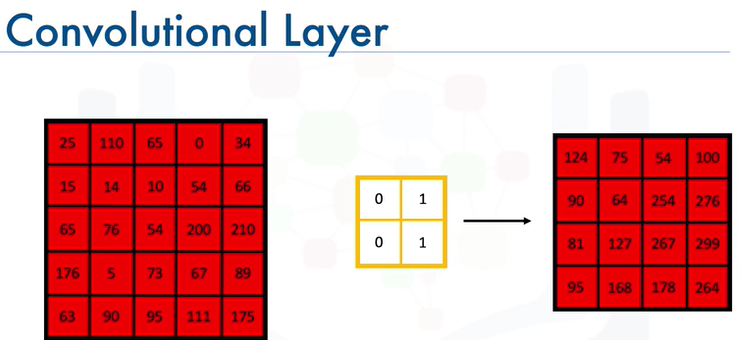 Convolutional Layer
25 110 65 0 34
15 14 10 54 66
65 76 54 200 210
176 5 73 67 89
63 90 95 111 175
0 1
0 1
124 75 54 100
90 64 254 276
81 127 267 299
95 168 178 264